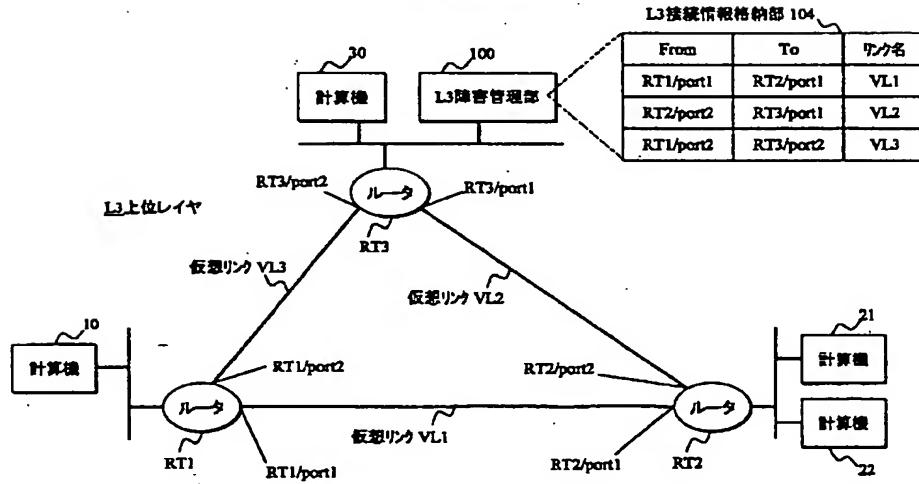 L3接続情報格納部 104
From To リンク名
RT1/port1 RT2/port1 VL1
RT2/port2 RT3/port1 VL2
RT1/port2 RT3/port2 VL3
30
100
計算機
L3障害管理部
RT3/port2
RT3/port1
ルータ
L3上位レイヤ
RT3
仮想リンク VL3
仮想リンク VL2
10
21
計算機
計算機
RT1/port2
RT2/port2
ルータ
ルータ
計算機
仮想リンク VL1
RT1
RT2/port1
RT2
22
RT1/port1